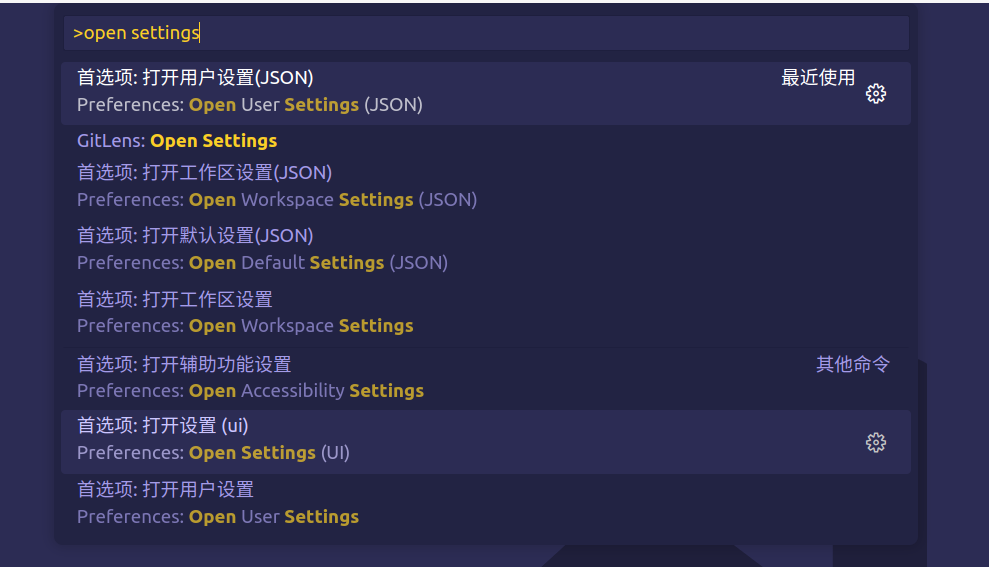 >open settings
首选项: 打开用户设置(JSON) 最近使用
Preferences: Open User Settings (JSON)
GitLens: Open Settings
首选项: 打开工作区设置(JSON)
Preferences: Open Workspace Settings (JSON)
首选项: 打开默认设置(JSON)
Preferences: Open Default Settings (JSON)
首选项: 打开工作区设置
Preferences: Open Workspace Settings
首选项: 打开辅助功能设置 其他命令
Preferences: Open Accessibility Settings
首选项: 打开设置 (ui)
Preferences: Open Settings (UI)
首选项: 打开用户设置
Preferences: Open User Settings